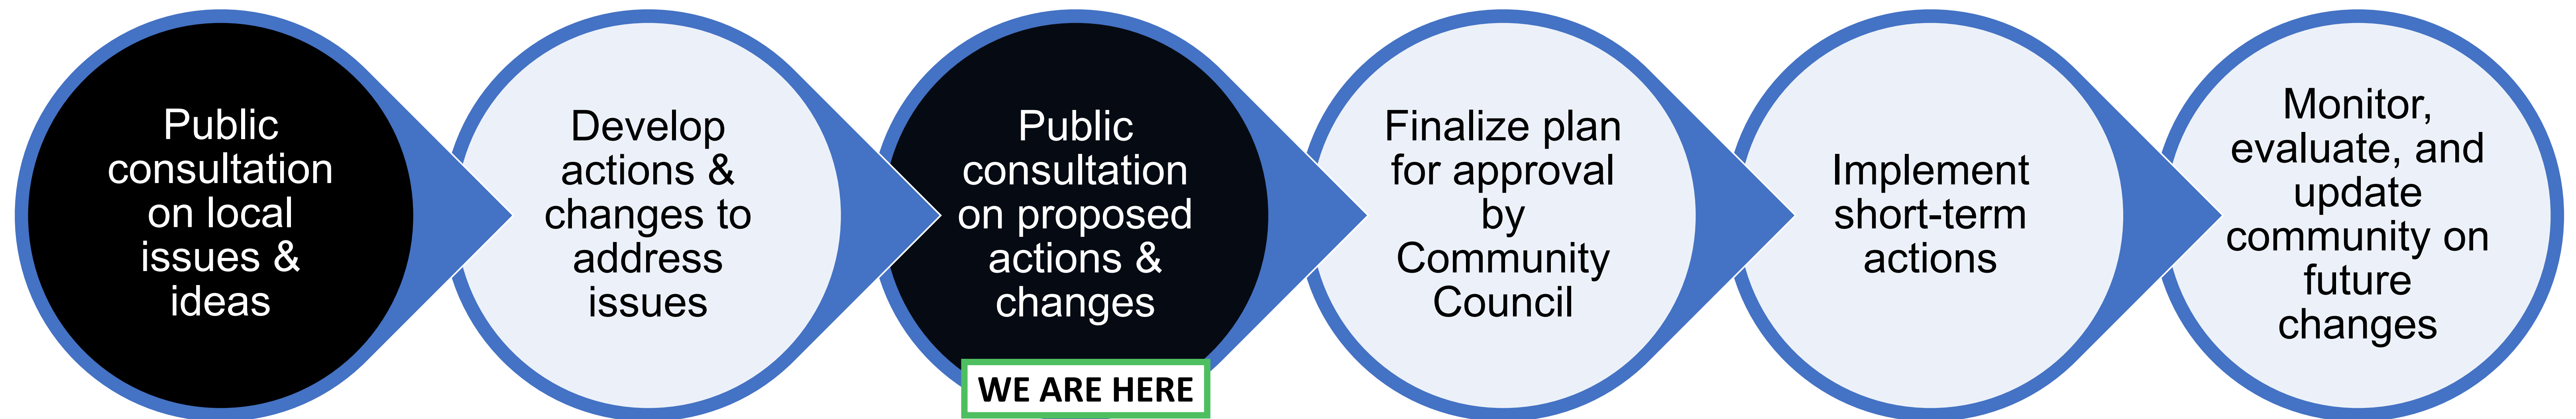 Public
consultation
on local
issues &
ideas
Develop
actions &
changes to
address
issues
Public
consultation
on proposed
actions &
changes
WE ARE HERE
Finalize plan
for approval
by
Community
Council
Implement
short-term
actions
Monitor,
evaluate, and
update
community on
future
changes